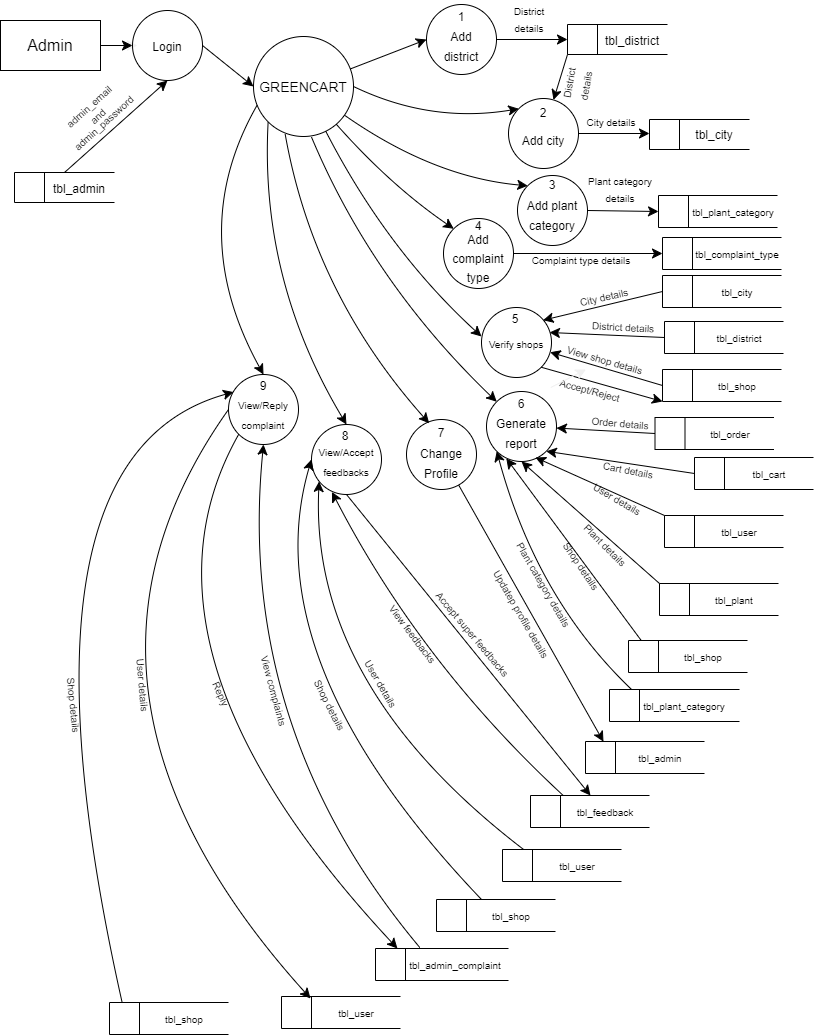 Admin
Login
admin_email
and
admin_password
tbl_admin
GREENCART
1
Add
district
District
details
tbl_district
District
details
2
Add city
City details
tbl_city
3
Add plant
category
Plant category
details
tbl_plant_category
4
Add
complaint
type
Complaint type details
tbl_complaint_type
5
Verify shops
City details
tbl_city
District details
tbl_district
View shop details
Accept/Reject
tbl_shop
6
Generate
report
Order details
tbl_order
Cart details
tbl_cart
User details
tbl_user
Plant details
tbl_plant
Shop details
tbl_shop
Plant category details
tbl_plant_category
7
Change
Profile
Updatep profile details
tbl_admin
8
View/Accept
feedbacks
Accept super feedbacks
View feedbacks
tbl_feedback
User details
tbl_user
Shop details
tbl_shop
9
View/Reply
complaint
View complaints
Reply
tbl_admin_complaint
User details
tbl_user
Shop details
tbl_shop